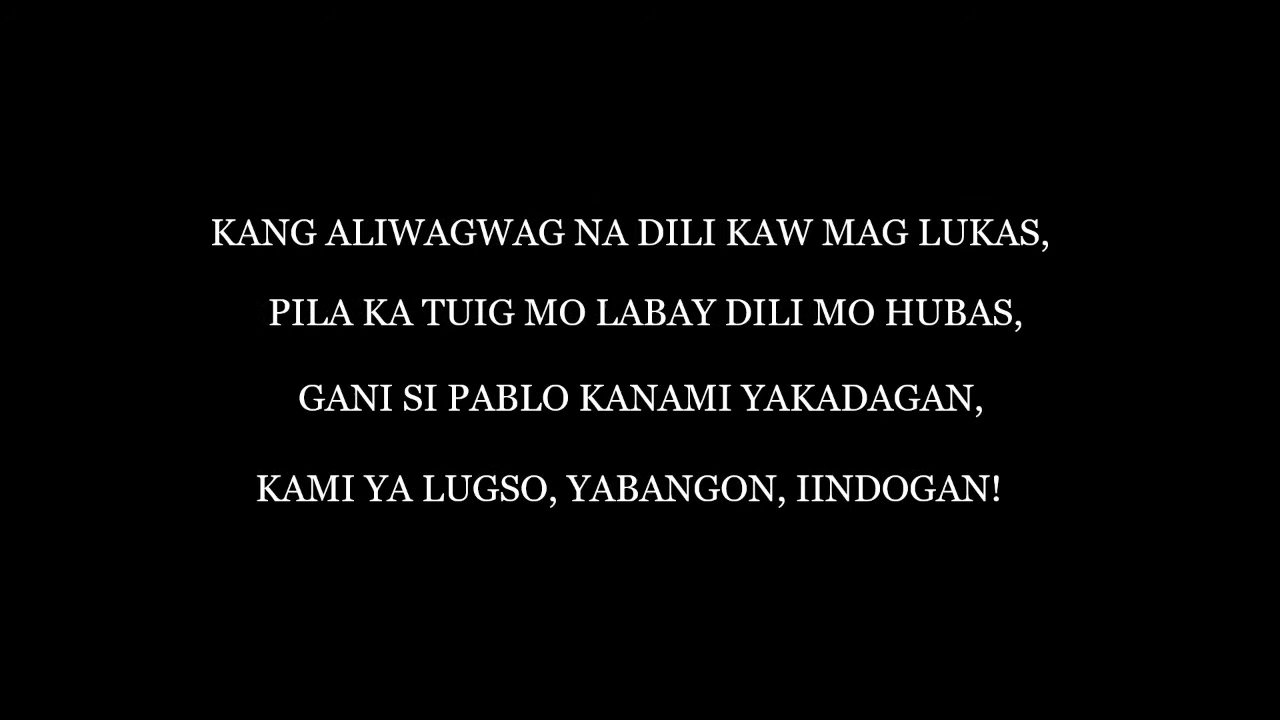 KANG ALIWAGWAG NA DILI KAW MAG LUKAS,
PILA KA TUIG MO LABAY DILI MO HUBAS,
GANI SI PABLO KANAMI YAKADAGAN,
KAMI YA LUGSO, YABANGON, IINDOGAN!